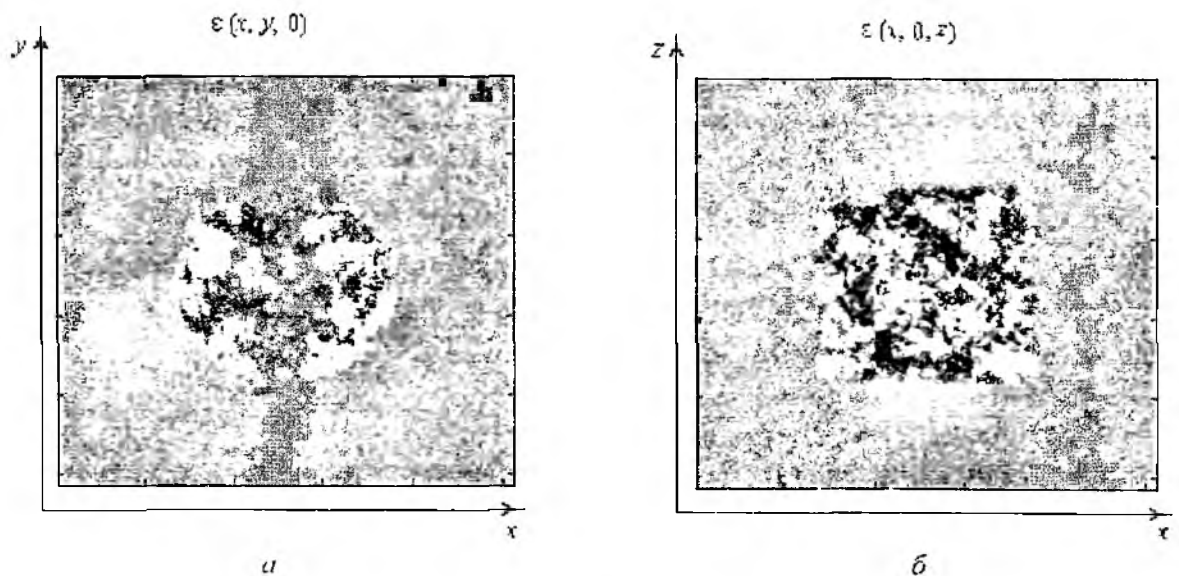 ε (x, y, 0)
y
x
а
ε (x, 0, z)
z
x
б